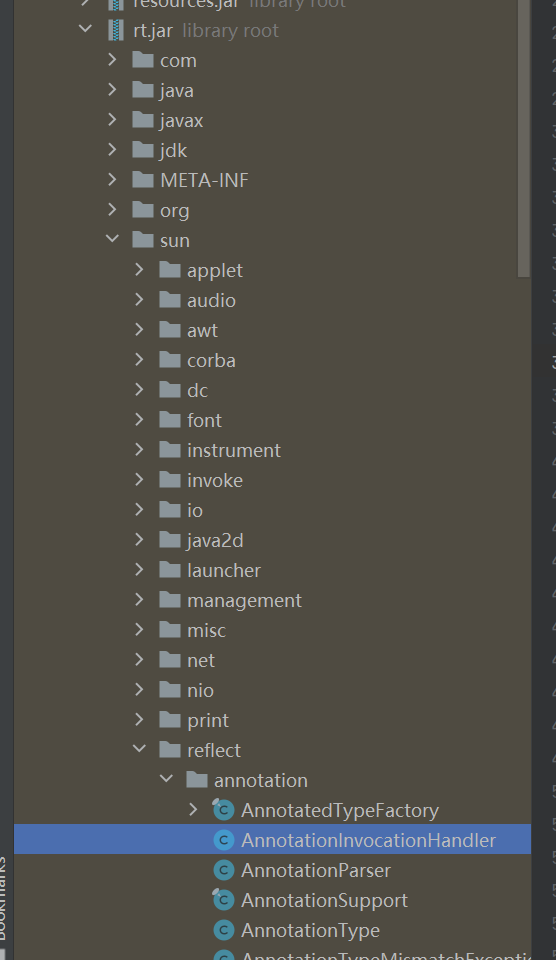 resources.jar library root
rt.jar library root
com
java
javax
jdk
META-INF
org
sun
applet
audio
awt
corba
dc
font
instrument
invoke
io
java2d
launcher
management
misc
net
nio
print
reflect
annotation
AnnotatedTypeFactory
AnnotationInvocationHandler
AnnotationParser
AnnotationSupport
AnnotationType
Bookmarks